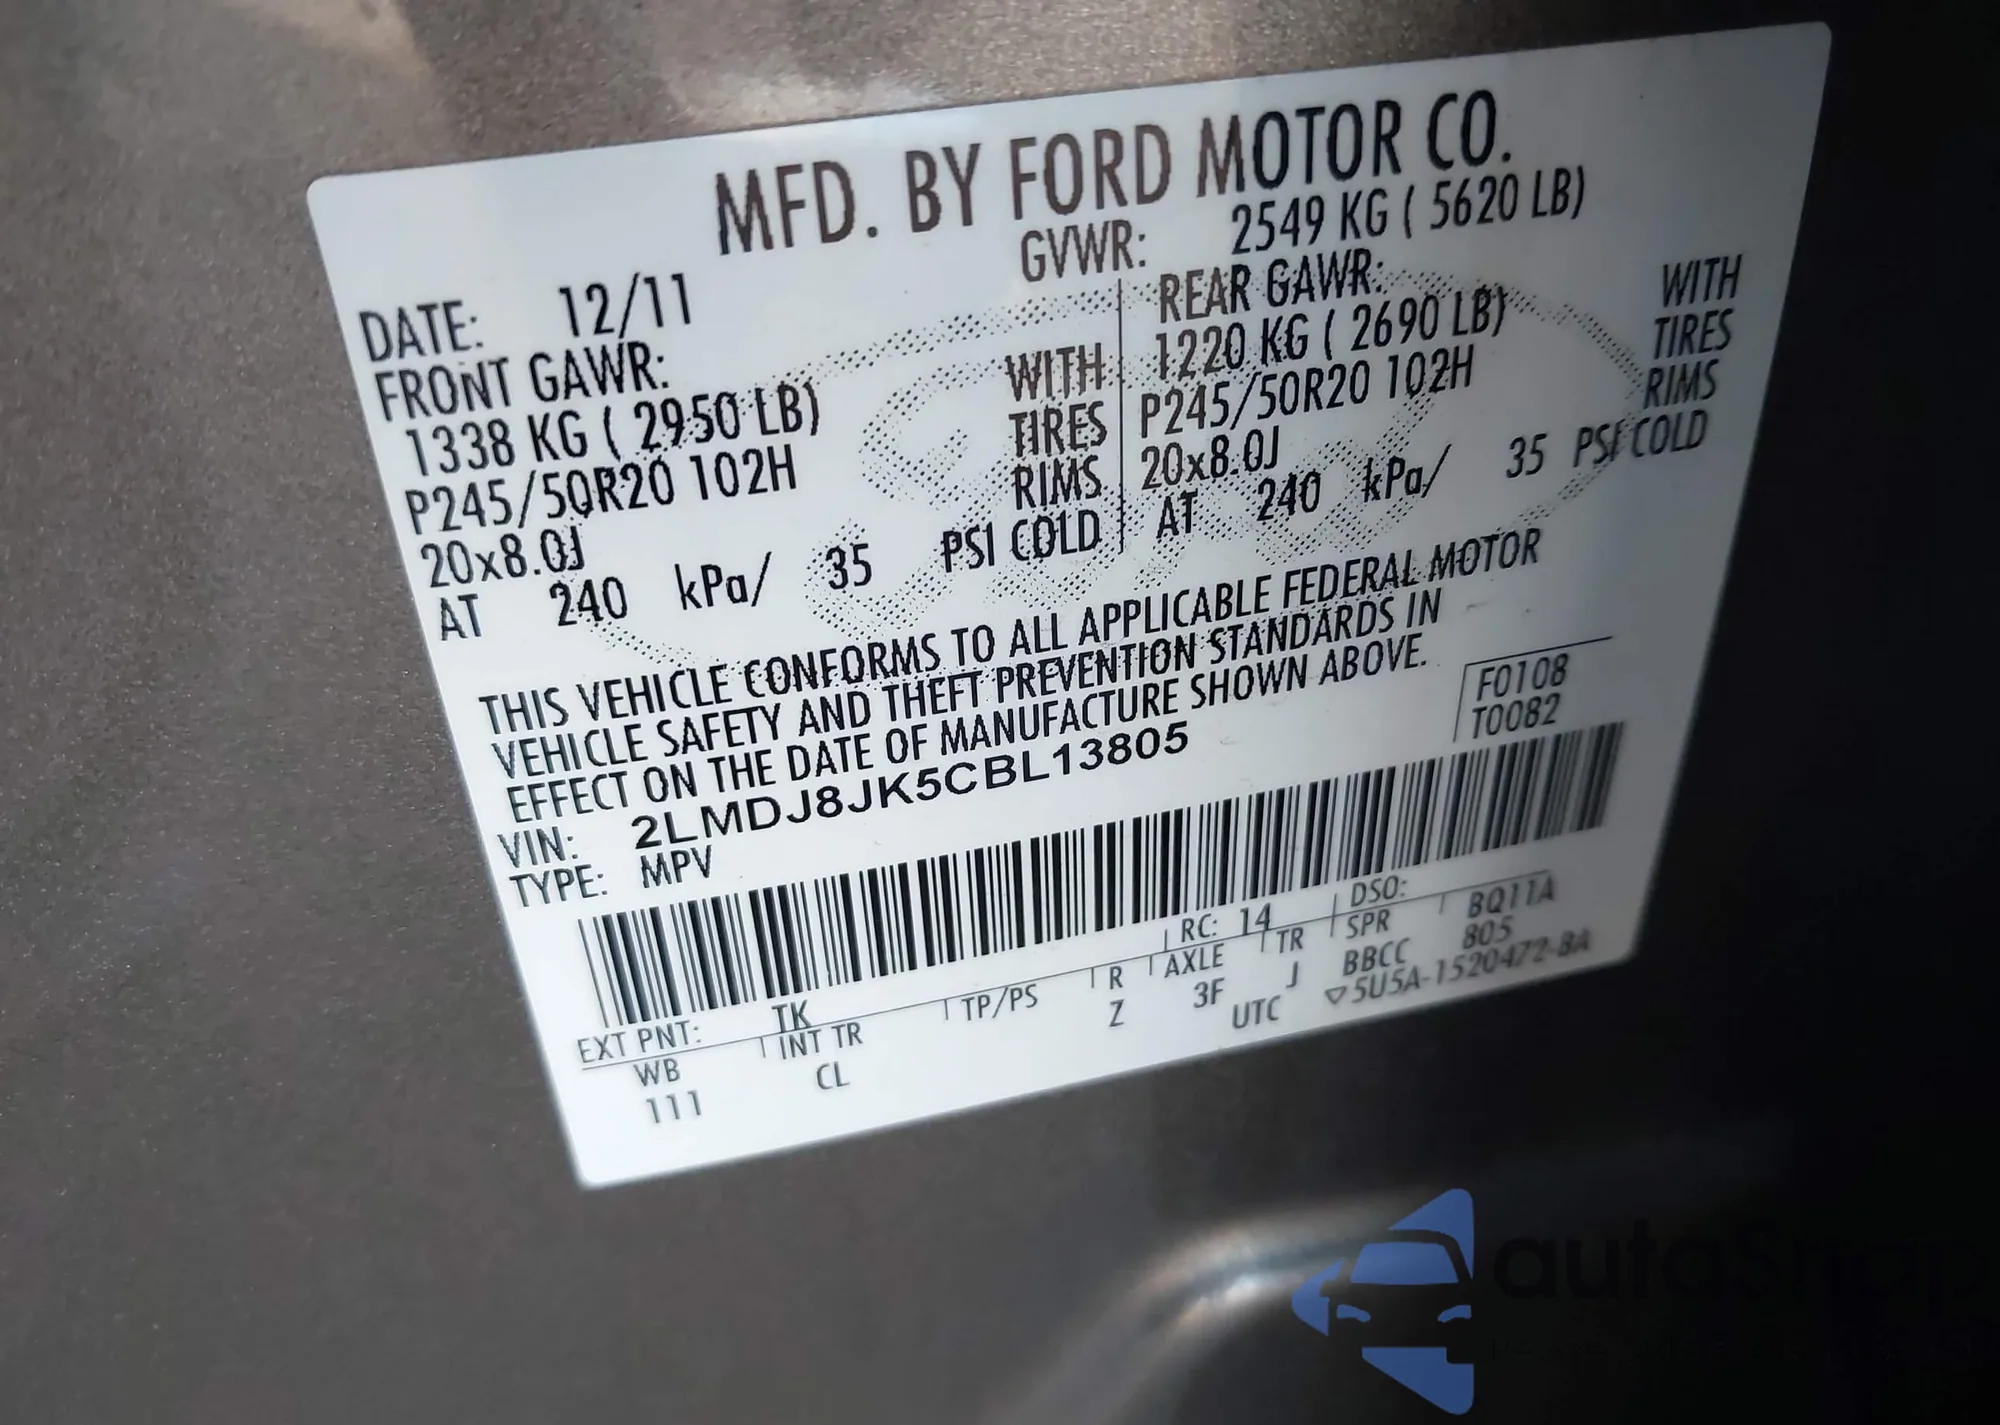 MFD. BY FORD MOTOR CO.
DATE: 12/11 GVWR: 2549 KG ( 5620 LB)
FRONT GAWR: REAR GAWR:
1338 KG ( 2950 LB) WITH 1220 KG ( 2690 LB) WITH
P245/50R20 102H TIRES P245/50R20 102H TIRES
20x8.0J RIMS 20x8.0J RIMS
AT 240 kPa/ 35 PSI COLD AT 240 kPa/ 35 PSI COLD
THIS VEHICLE CONFORMS TO ALL APPLICABLE FEDERAL MOTOR
VEHICLE SAFETY AND THEFT PREVENTION STANDARDS IN
EFFECT ON THE DATE OF MANUFACTURE SHOWN ABOVE.
F0108
T0082
VIN: 2LMDJ8JK5CBL13805
TYPE: MPV
EXT PNT: TK RC: 14 DSO:
WB INT TR TP/PS R AXLE TR SPR BQ11A
111 CL Z 3F J BBCC 805
UTC ▽5U5A-1520472-BA
autoShop